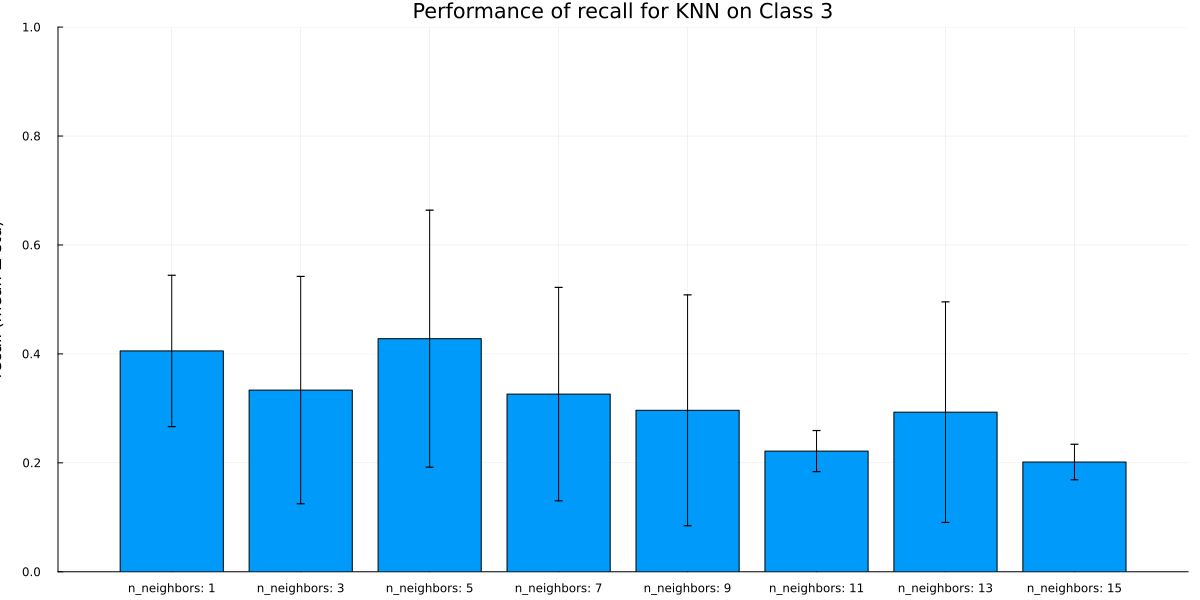 Performance of recall for KNN on Class 3
1.0
0.8
0.6
0.4
0.2
0.0
n_neighbors: 1
n_neighbors: 3
n_neighbors: 5
n_neighbors: 7
n_neighbors: 9
n_neighbors: 11
n_neighbors: 13
n_neighbors: 15